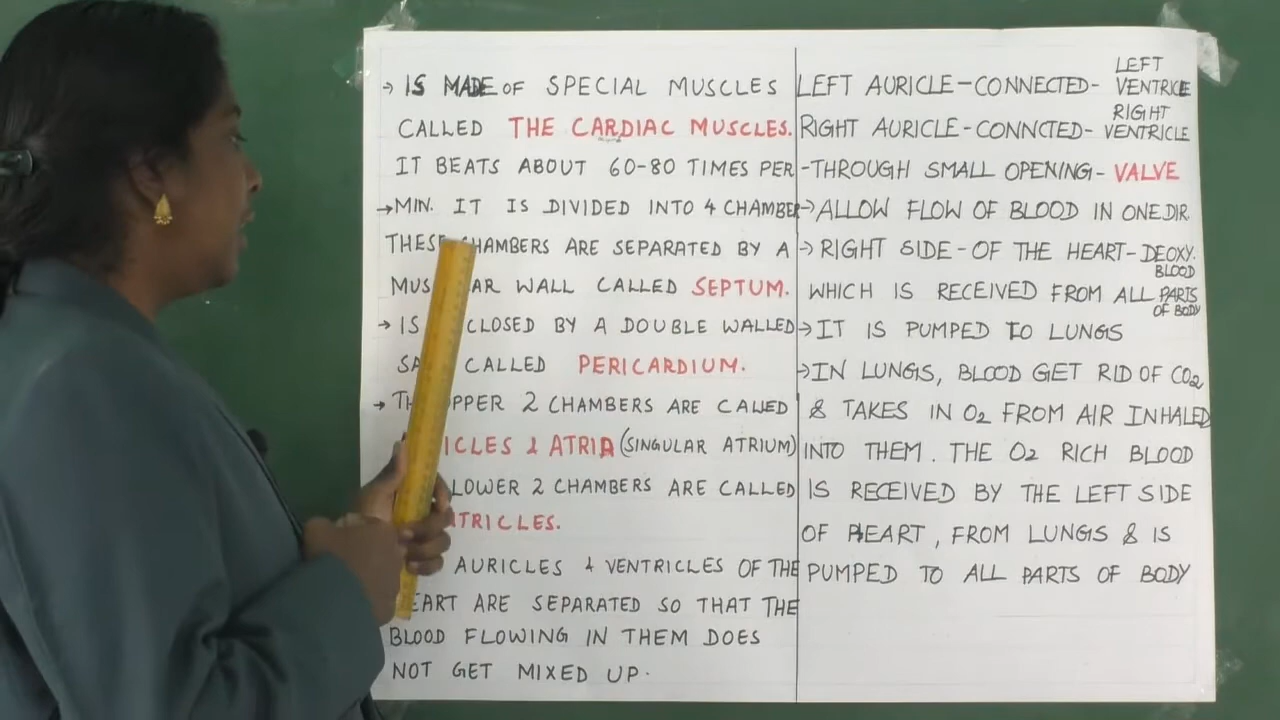 → IS MADE OF SPECIAL MUSCLES
CALLED THE CARDIAC MUSCLES.
IT BEATS ABOUT 60-80 TIMES PER
→ MIN. IT IS DIVIDED INTO 4 CHAMBER
THESE CHAMBERS ARE SEPARATED BY A
WALL CALLED SEPTUM.
→ IS CLOSED BY A DOUBLE WALLED
CALLED PERICARDIUM.
→ UPPER 2 CHAMBERS ARE CALLED
& ATRIA (SINGULAR ATRIUM)
LOWER 2 CHAMBERS ARE CALLED
TRICLES.
AURICLES & VENTRICLES OF THE
HEART ARE SEPARATED SO THAT THE
BLOOD FLOWING IN THEM DOES
NOT GET MIXED UP.
LEFT AURICLE-CONNECTED- LEFT VENTRICLE
RIGHT AURICLE-CONNCTED- RIGHT VENTRICLE
-THROUGH SMALL OPENING- VALVE
→ ALLOW FLOW OF BLOOD IN ONE DIR.
→ RIGHT SIDE-OF THE HEART- DEOXY. BLOOD
WHICH IS RECEIVED FROM ALL PARTS OF BODY
→ IT IS PUMPED TO LUNGS
→ IN LUNGS, BLOOD GET RID OF CO2
& TAKES IN O2 FROM AIR INHALED
INTO THEM. THE O2 RICH BLOOD
IS RECEIVED BY THE LEFT SIDE
OF HEART, FROM LUNGS & IS
PUMPED TO ALL PARTS OF BODY